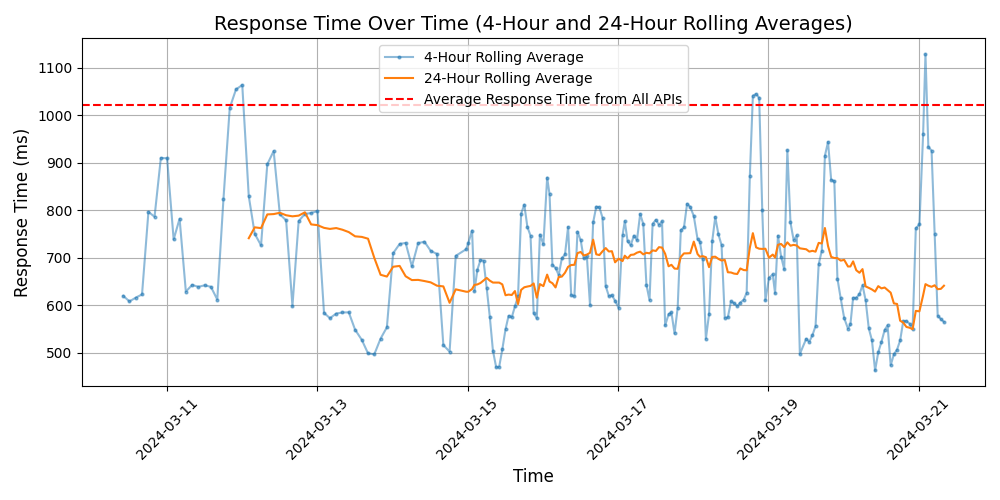 Response Time Over Time (4-Hour and 24-Hour Rolling Averages)
4-Hour Rolling Average
24-Hour Rolling Average
Average Response Time from All APIs
Response Time (ms)
1100
1000
900
800
700
600
500
2024-03-11
2024-03-13
2024-03-15
2024-03-17
2024-03-19
2024-03-21
Time